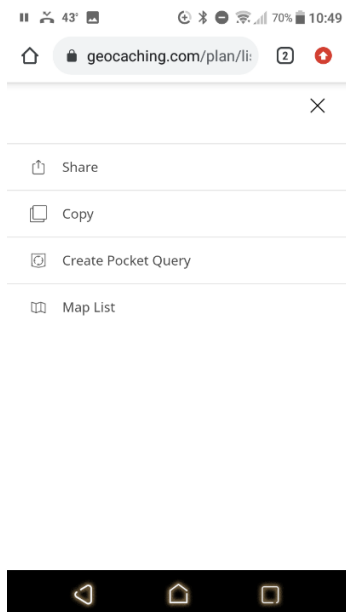 43° 70% 10:49
geocaching.com/plan/li
2
Share
Copy
Create Pocket Query
Map List